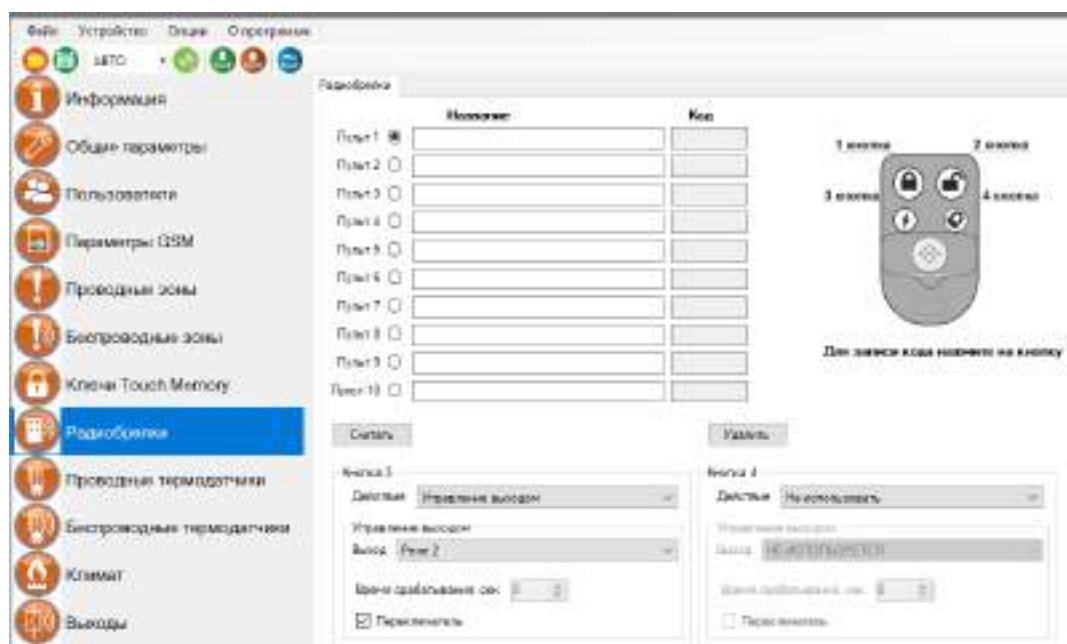 Файл Устройство Опции О программе
АВТО
Информация
Общие параметры
Пользователи
Параметры GSM
Проводные зоны
Беспроводные зоны
Ключи Touch Memory
Радиобрелки
Проводные термодатчики
Беспроводные термодатчики
Климат
Выходы
Радиобрелки
Название Код
Пульт 1
Пульт 2
Пульт 3
Пульт 4
Пульт 5
Пульт 6
Пульт 7
Пульт 8
Пульт 9
Пульт 10
1 кнопка 2 кнопка
3 кнопка 4 кнопка
Для записи кода нажмите на кнопку
Считать Удалить
Кнопка 3
Действие Управление выходом
Управление выходом
Выход Реле 2
Время срабатывания, сек.
Переключатель
Кнопка 4
Действие Не использовать
Управление выходом
Выход НЕ ИСПОЛЬЗУЕТСЯ
Время срабатывания, сек.
Переключатель